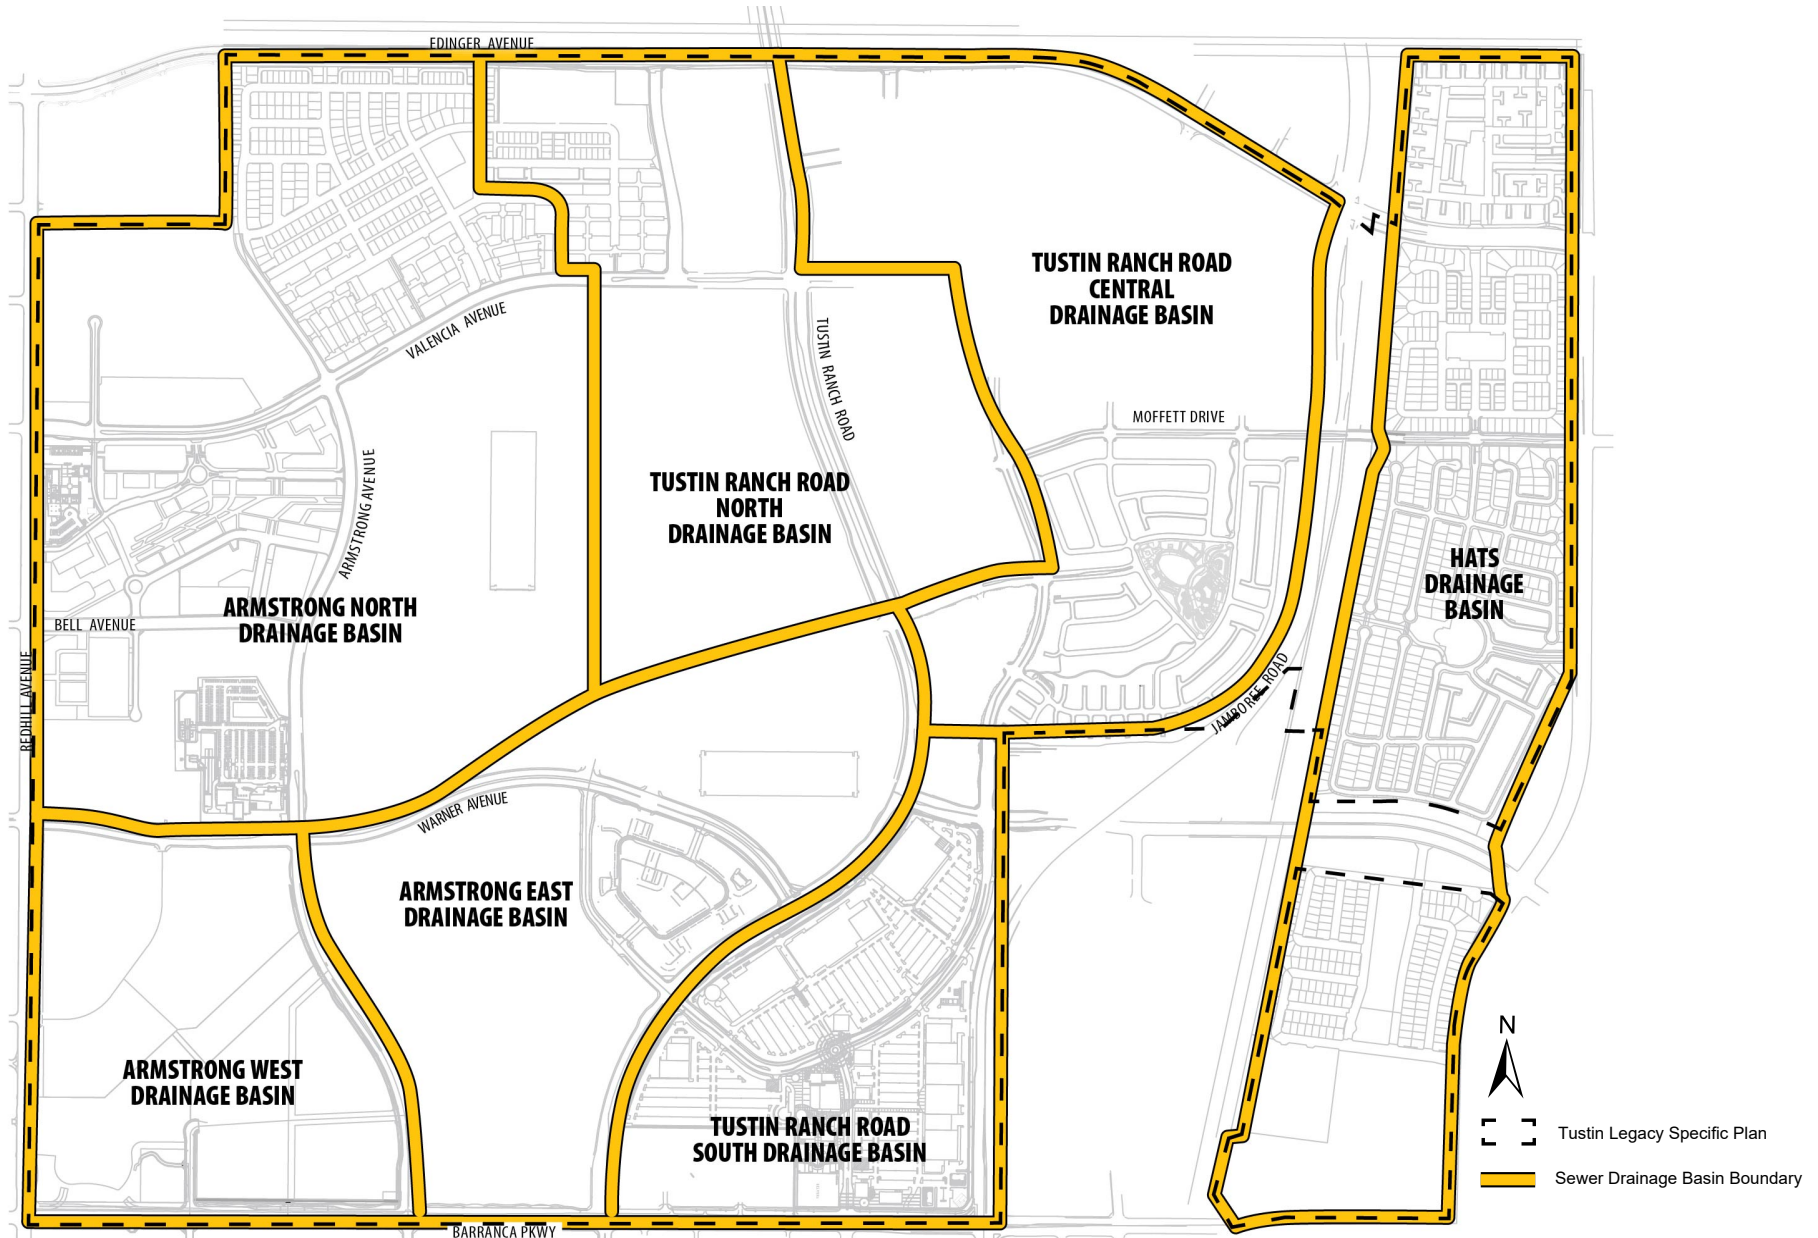 EDINGER AVENUE
TUSTIN RANCH ROAD
CENTRAL
DRAINAGE BASIN
VALENCIA AVENUE
TUSTIN RANCH ROAD
MOFFETT DRIVE
ARMSTRONG AVENUE
TUSTIN RANCH ROAD
NORTH
DRAINAGE BASIN
HATS
DRAINAGE
BASIN
ARMSTRONG NORTH
DRAINAGE BASIN
BELL AVENUE
REDHILL AVENUE
JAMBOREE ROAD
WARNER AVENUE
ARMSTRONG EAST
DRAINAGE BASIN
ARMSTRONG WEST
DRAINAGE BASIN
TUSTIN RANCH ROAD
SOUTH DRAINAGE BASIN
BARRANCA PKWY
N
Tustin Legacy Specific Plan
Sewer Drainage Basin Boundary